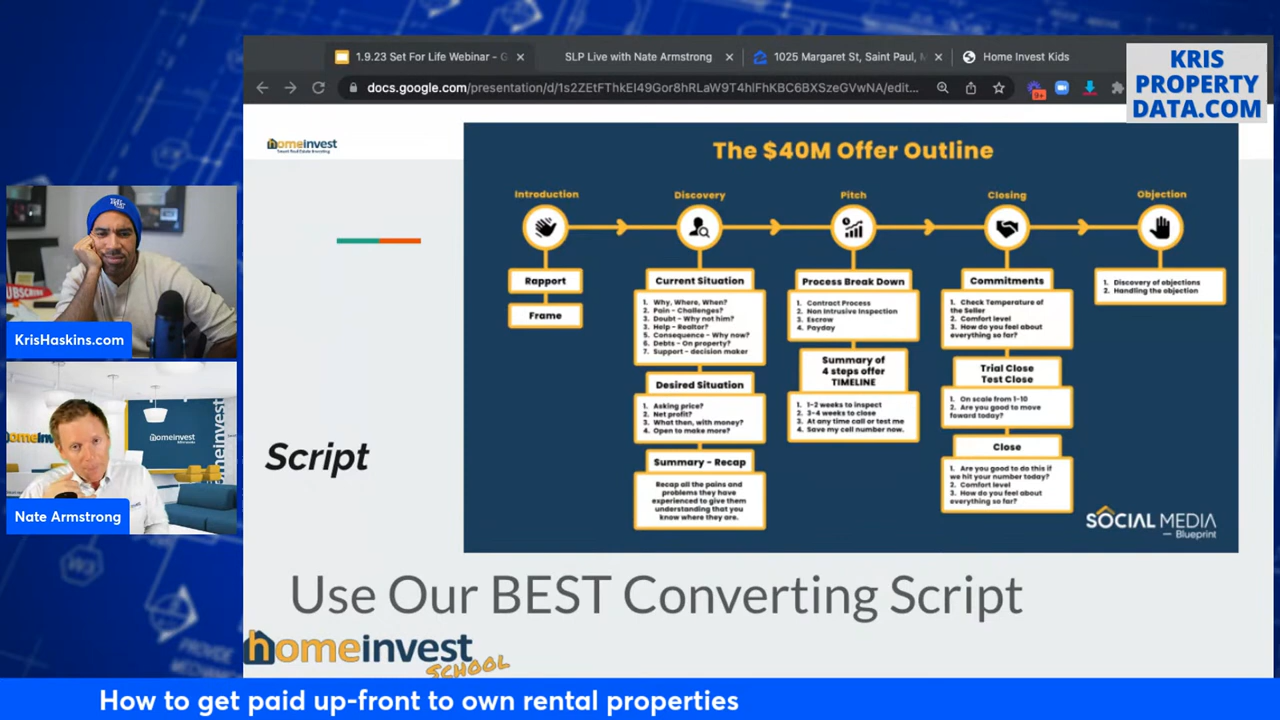 1.9.23 Set For Life Webinar - G
SLP Live with Nate Armstrong
1025 Margaret St, Saint Paul, M
Home Invest Kids
docs.google.com/presentation/d/1s2ZEtFThkEI49Gor8hRLaW9T4hlFhKBC6BXSzeGVwNA/edit...
9+
KRIS
PROPERTY
DATA.COM
homeinvest
The $40M Offer Outline
Introduction
Rapport
Frame
Discovery
Current Situation
1. Why, Where, When?
2. Pain - Challenges?
3. Doubt - Why not him?
4. Help - Realtor?
5. Consequence - Why now?
6. Debts - On property?
7. Support - decision maker
Desired Situation
1. Asking price?
2. Net profit?
3. What then, with money?
4. Open to make more?
Summary - Recap
Recap all the pains and
problems they have
experienced to give them
understanding that you
know where they are.
Pitch
Process Break Down
1. Contract Process
2. Non Intrusive Inspection
3. Escrow
4. Payday
Summary of
4 steps offer
TIMELINE
1. 1-2 weeks to inspect
2. 3-4 weeks to close
3. At any time call or test me
4. Save my cell number now.
Closing
Commitments
1. Check Temperature of
the Seller
2. Comfort level
3. How do you feel about
everything so far?
Trial Close
Test Close
1. On scale from 1-10
2. Are you good to move
foward today?
Close
1. Are you good to do this if
we hit your number today?
2. Comfort level
3. How do you feel about
everything so far?
Objection
1. Discovery of objections
2. Handling the objection
SOCIAL MEDIA
Blueprint
Script
Use Our BEST Converting Script
homeinvest
SCHOOL
SUBSCRIBE
KrisHaskins.com
homeinvest
Nate Armstrong
How to get paid up-front to own rental properties